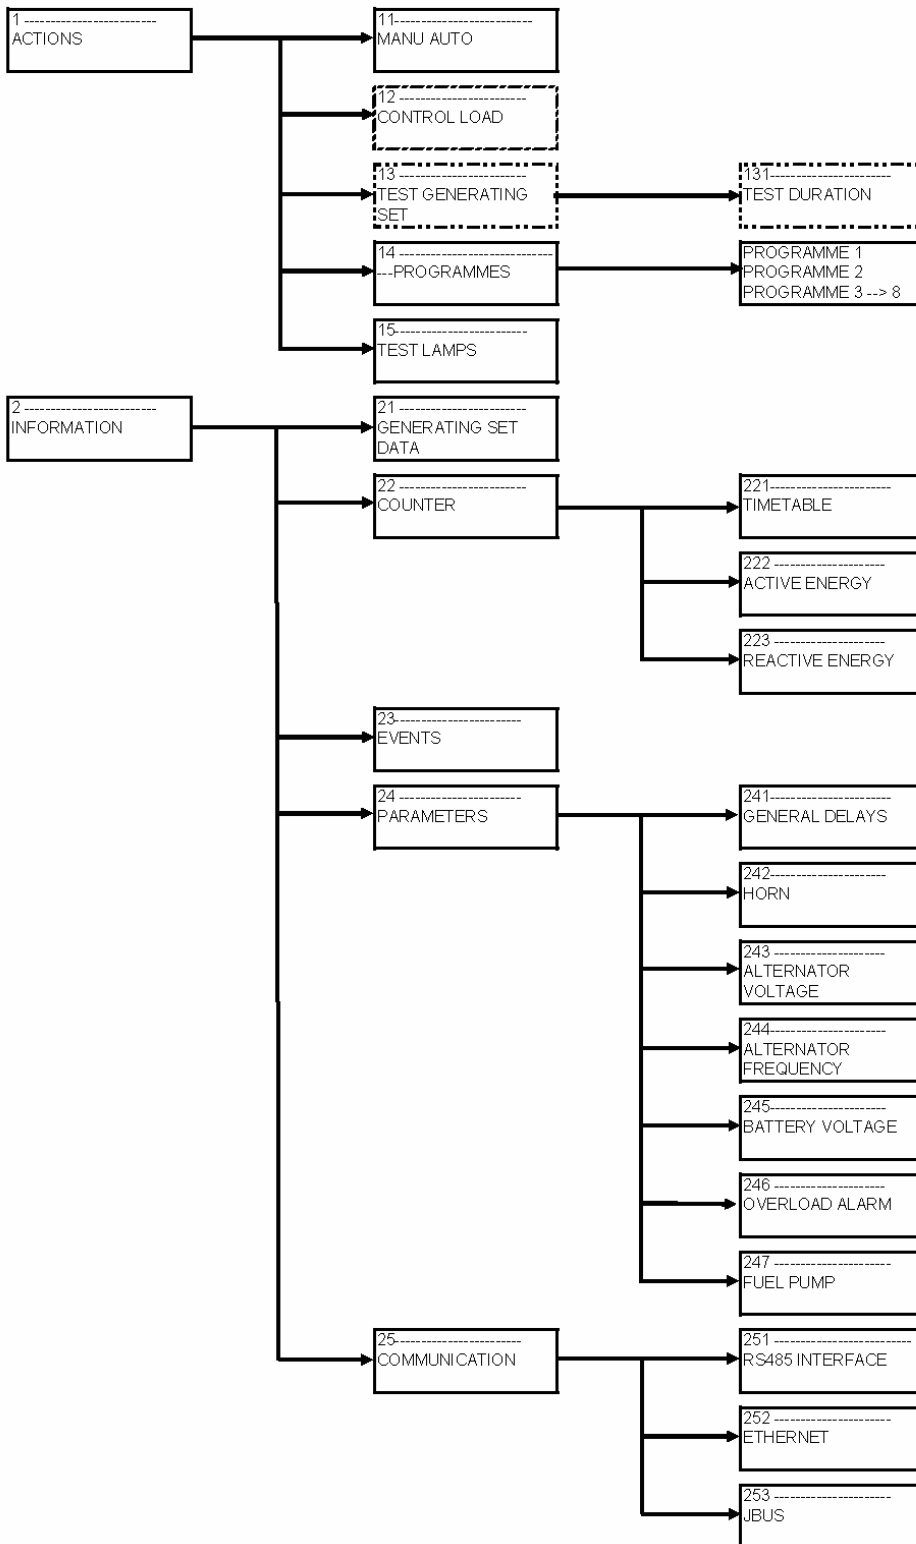 1 --------------------------
ACTIONS
11---------------------------
MANU AUTO
12 -------------------------
CONTROL LOAD
13 -------------------------
TEST GENERATING
SET
131-----------------------
TEST DURATION
14 ------------------------------
---PROGRAMMES
PROGRAMME 1
PROGRAMME 2
PROGRAMME 3 --> 8
15--------------------------
TEST LAMPS
2 --------------------------
INFORMATION
21 -------------------------
GENERATING SET
DATA
22 -------------------------
COUNTER
221-----------------------
TIMETABLE
222 ---------------------
ACTIVE ENERGY
223 ---------------------
REACTIVE ENERGY
23-------------------------
EVENTS
24 ------------------------
PARAMETERS
241-----------------------
GENERAL DELAYS
242----------------------
HORN
243 ---------------------
ALTERNATOR
VOLTAGE
244----------------------
ALTERNATOR
FREQUENCY
245----------------------
BATTERY VOLTAGE
246 ---------------------
OVERLOAD ALARM
247 ----------------------
FUEL PUMP
25-------------------------
COMMUNICATION
251 --------------------------
RS485 INTERFACE
252 ----------------------
ETHERNET
253 ----------------------
JBUS